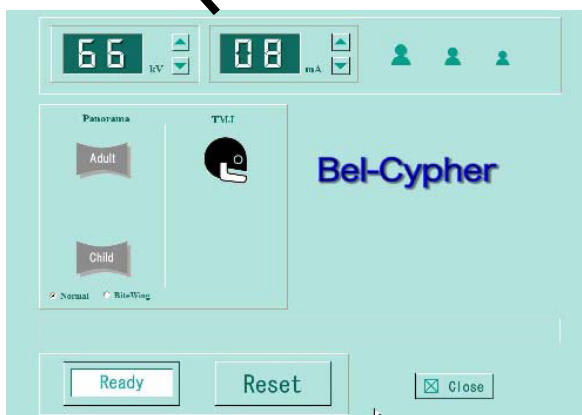 66 kV 08 mA
Panorama TMJ
Adult
Bel-Cypher
Child
Normal BiteWing
Ready Reset Close